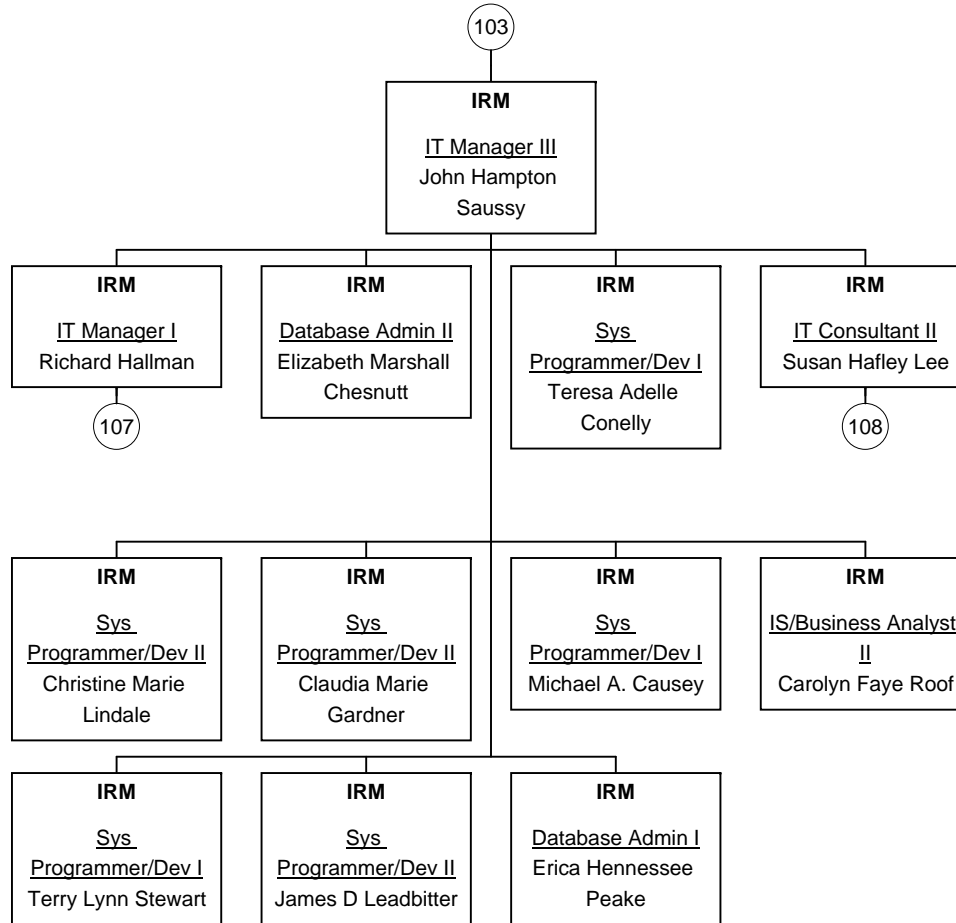 103
IRM
IT Manager III
John Hampton
Saussy
IRM
IT Manager I
Richard Hallman
107
IRM
Database Admin II
Elizabeth Marshall
Chesnutt
IRM
Sys
Programmer/Dev I
Teresa Adelle
Conelly
IRM
IT Consultant II
Susan Hafley Lee
108
IRM
Sys
Programmer/Dev II
Christine Marie
Lindale
IRM
Sys
Programmer/Dev II
Claudia Marie
Gardner
IRM
Sys
Programmer/Dev I
Michael A. Causey
IRM
IS/Business Analyst
II
Carolyn Faye Roof
IRM
Sys
Programmer/Dev I
Terry Lynn Stewart
IRM
Sys
Programmer/Dev II
James D Leadbitter
IRM
Database Admin I
Erica Hennessee
Peake